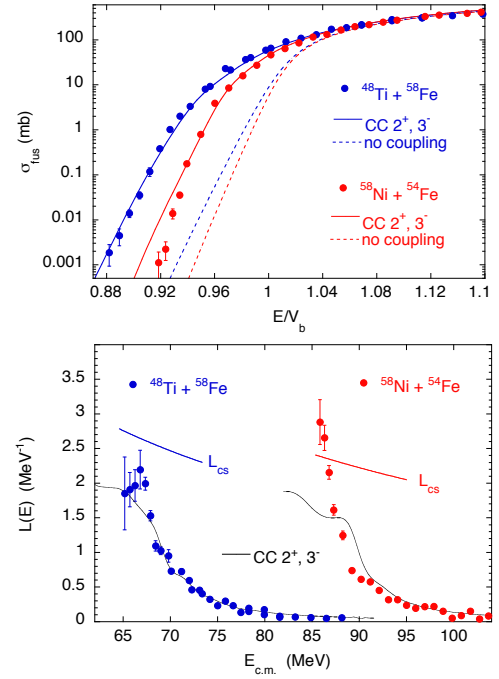 100
10
1
0.1
0.01
0.001
σfus (mb)
⁴⁸Ti + ⁵⁸Fe
CC 2⁺, 3⁻
no coupling
⁵⁸Ni + ⁵⁴Fe
CC 2⁺, 3⁻
no coupling
0.88 0.92 0.96 1 1.04 1.08 1.12 1.16
E/Vb
3.5
3
2.5
2
1.5
1
0.5
0
L(E) (MeV⁻¹)
⁴⁸Ti + ⁵⁸Fe
⁵⁸Ni + ⁵⁴Fe
Lcs
Lcs
CC 2⁺, 3⁻
65 70 75 80 85 90 95 100
Ec.m. (MeV)